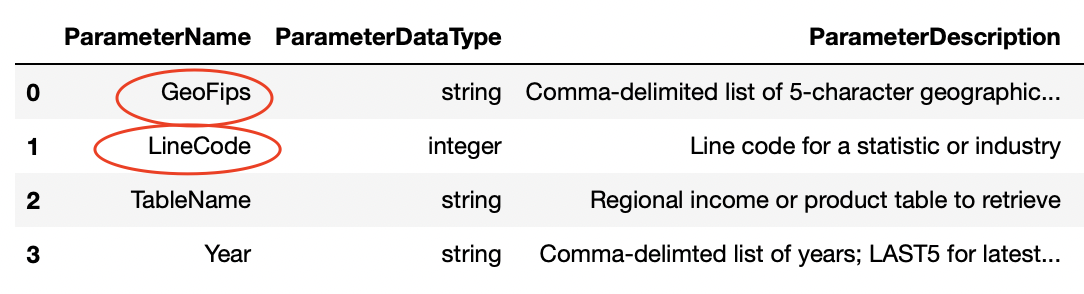 ParameterName ParameterDataType ParameterDescription
0 GeoFips string Comma-delimited list of 5-character geographic...
1 LineCode integer Line code for a statistic or industry
2 TableName string Regional income or product table to retrieve
3 Year string Comma-delimted list of years; LAST5 for latest...